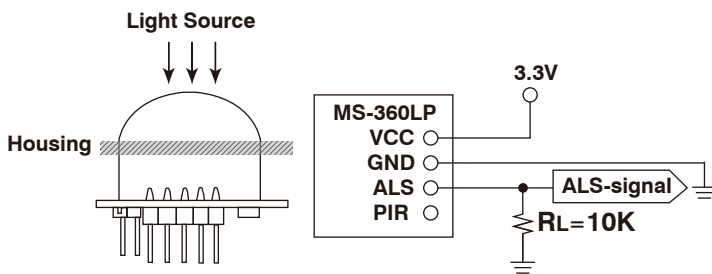 Light Source
Housing
3.3V
MS-360LP
VCC
GND
ALS
PIR
ALS-signal
RL=10K